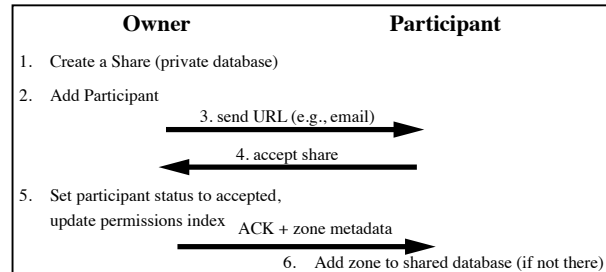 Owner Participant
1. Create a Share (private database)
2. Add Participant
3. send URL (e.g., email)
4. accept share
5. Set participant status to accepted,
update permissions index
ACK + zone metadata
6. Add zone to shared database (if not there)